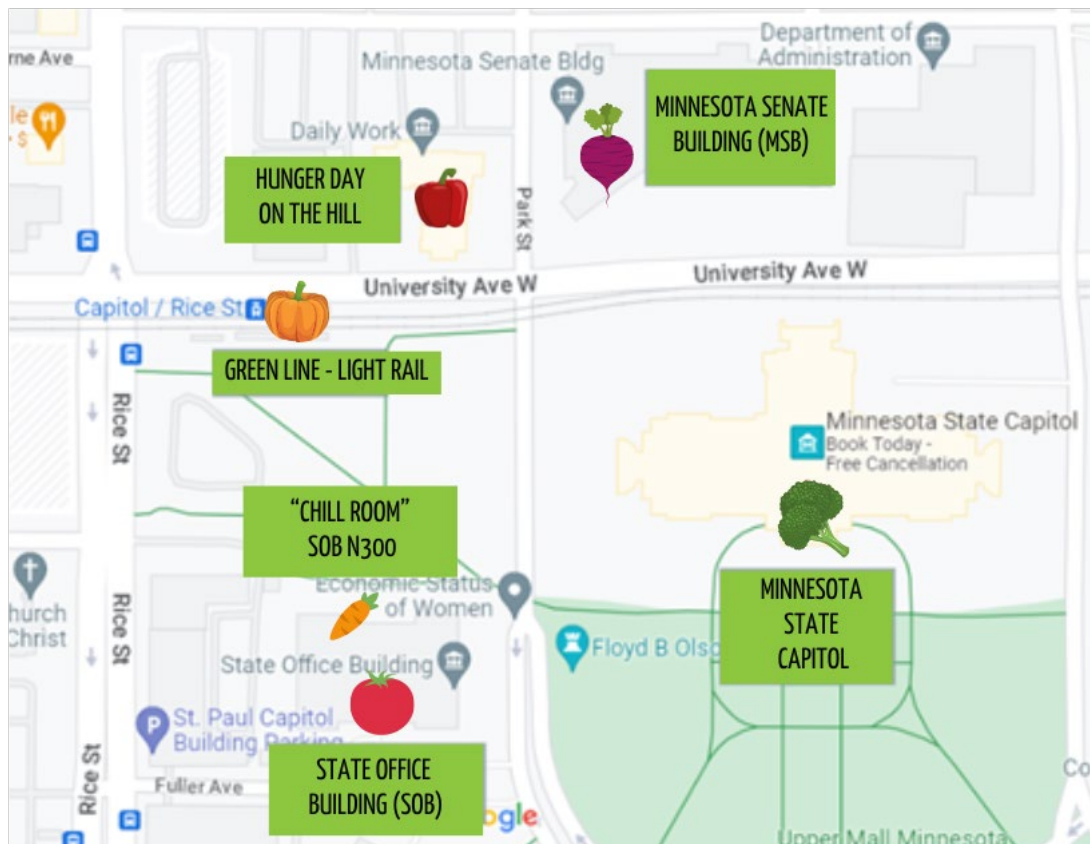 rne Ave
le
$
Minnesota Senate Bldg
Department of
Administration
MINNESOTA SENATE
BUILDING (MSB)
Daily Work
HUNGER DAY
ON THE HILL
Park St
University Ave W
University Ave W
Capitol / Rice St
GREEN LINE - LIGHT RAIL
Rice St
Minnesota State Capitol
Book Today -
Free Cancellation
"CHILL ROOM"
SOB N300
Economic Status
of Women
hurch
Christ
Rice St
MINNESOTA
STATE
CAPITOL
Floyd B Olso
State Office Building
P
St. Paul Capitol
Building Parking
Rice St
Fuller Ave
STATE OFFICE
BUILDING (SOB)
ogle
Co
Upper Mall Minnesota